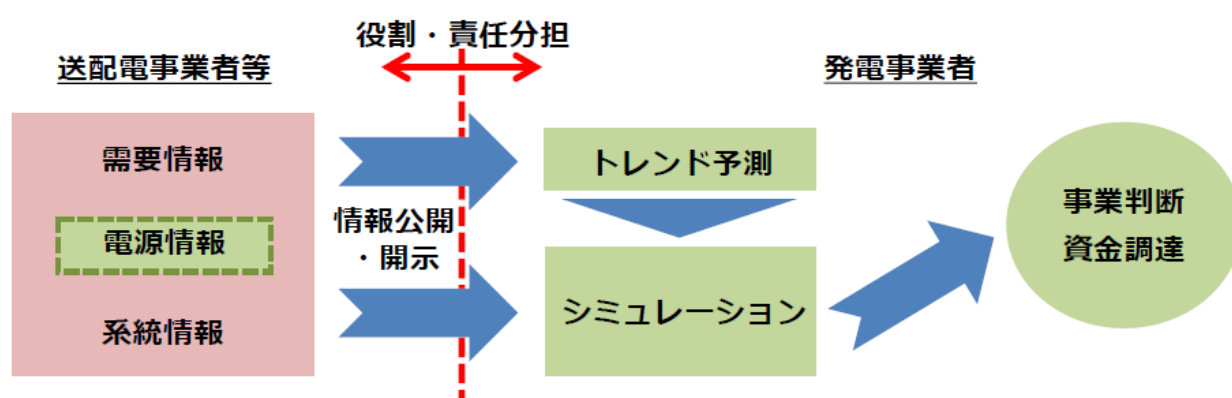 役割・責任分担
送配電事業者等
発電事業者
需要情報
電源情報
系統情報
情報公開
・開示
トレンド予測
シミュレーション
事業判断
資金調達